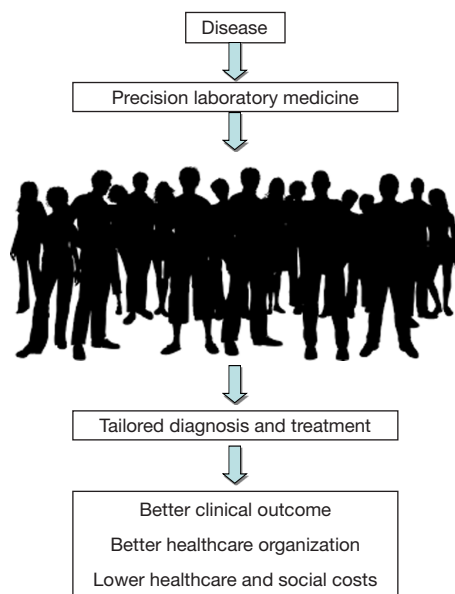 Disease
Precision laboratory medicine
Tailored diagnosis and treatment
Better clinical outcome
Better healthcare organization
Lower healthcare and social costs